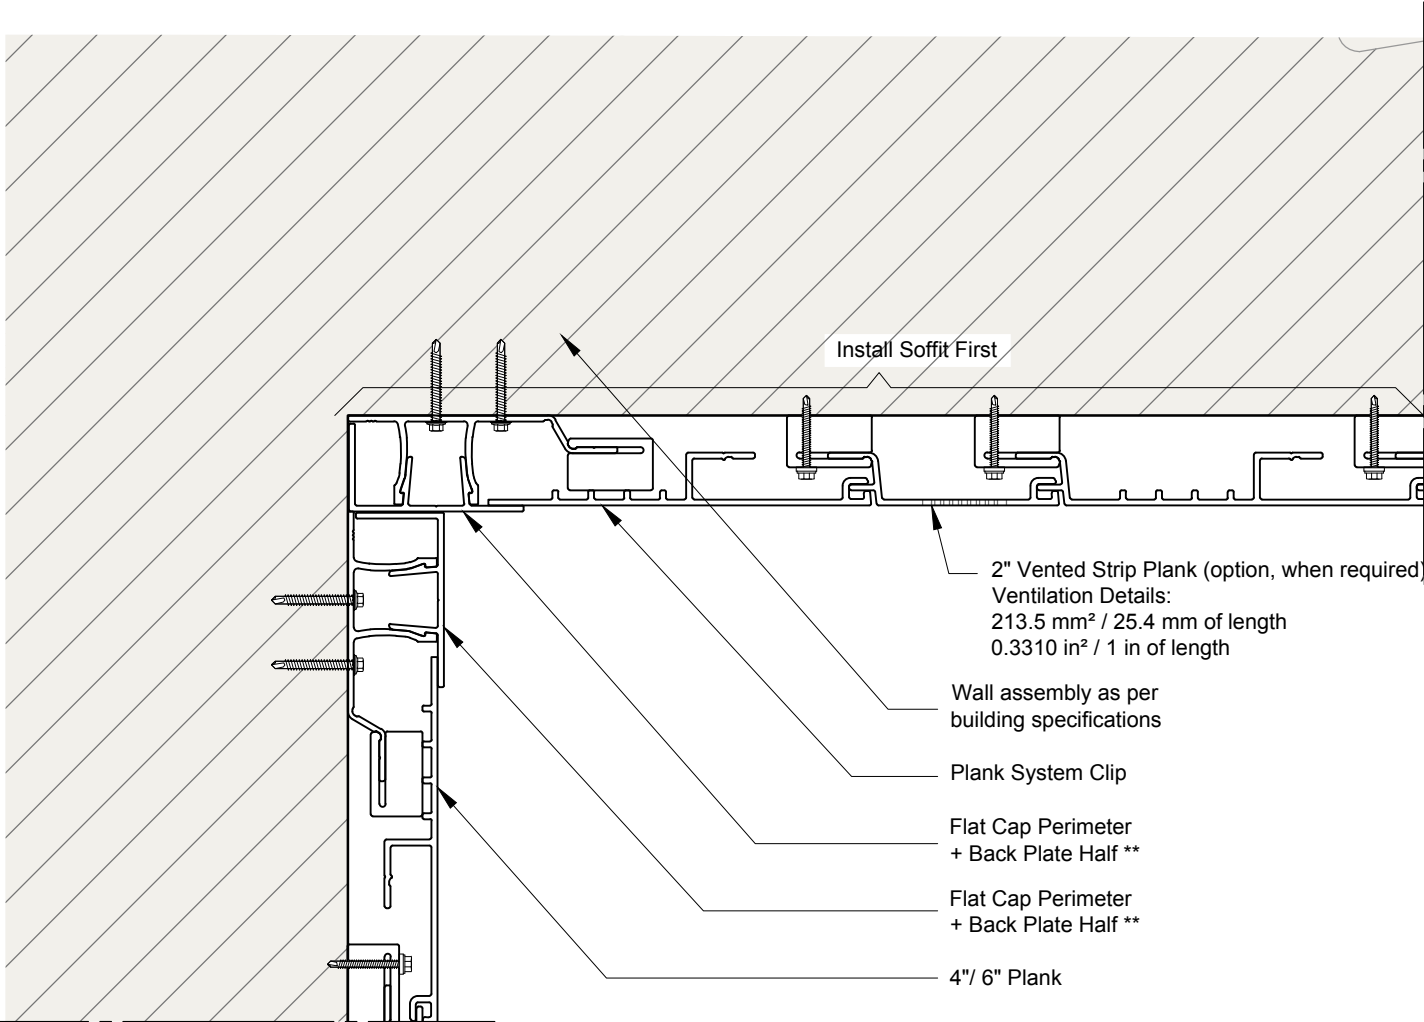 Install Soffit First
2" Vented Strip Plank (option, when required)
Ventilation Details:
213.5 mm² / 25.4 mm of length
0.3310 in² / 1 in of length
Wall assembly as per
building specifications
Plank System Clip
Flat Cap Perimeter
+ Back Plate Half **
Flat Cap Perimeter
+ Back Plate Half **
4"/ 6" Plank